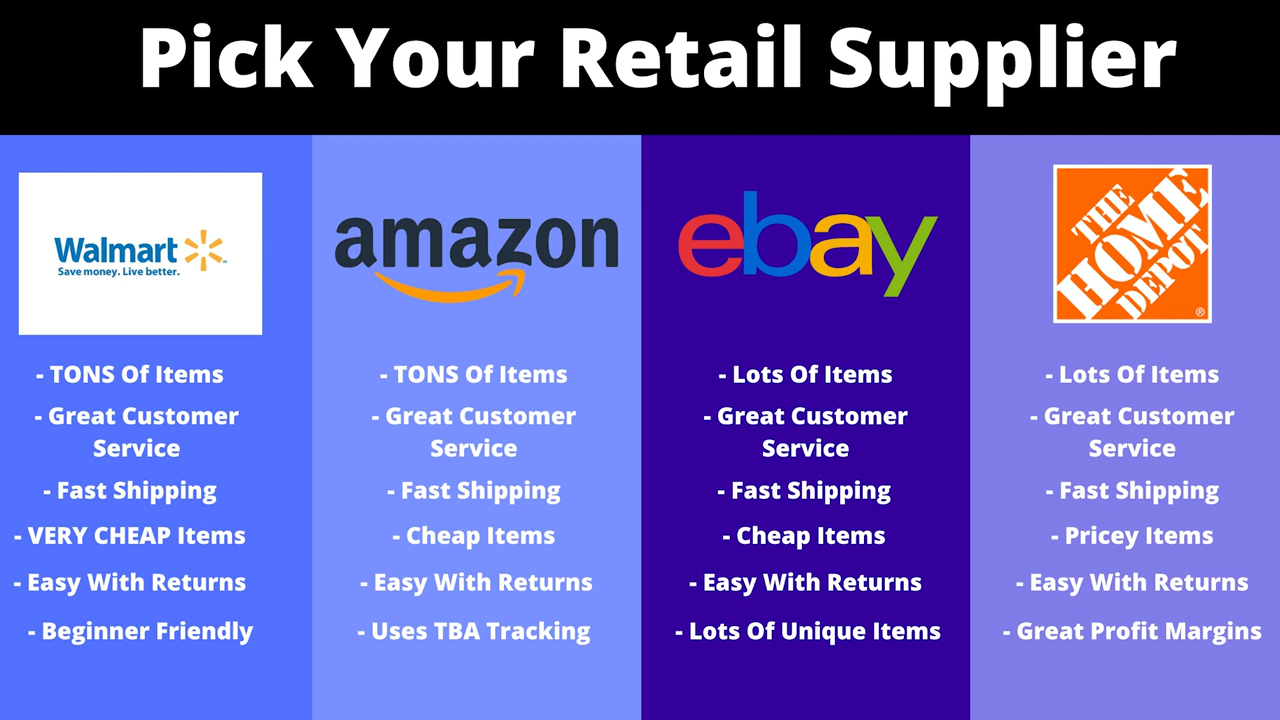 Pick Your Retail Supplier
Walmart
Save money. Live better.
- TONS Of Items
- Great Customer
Service
- Fast Shipping
- VERY CHEAP Items
- Easy With Returns
- Beginner Friendly
amazon
- TONS Of Items
- Great Customer
Service
- Fast Shipping
- Cheap Items
- Easy With Returns
- Uses TBA Tracking
ebay
- Lots Of Items
- Great Customer
Service
- Fast Shipping
- Cheap Items
- Easy With Returns
- Lots Of Unique Items
THE
HOME
DEPOT
®
- Lots Of Items
- Great Customer
Service
- Fast Shipping
- Pricey Items
- Easy With Returns
- Great Profit Margins